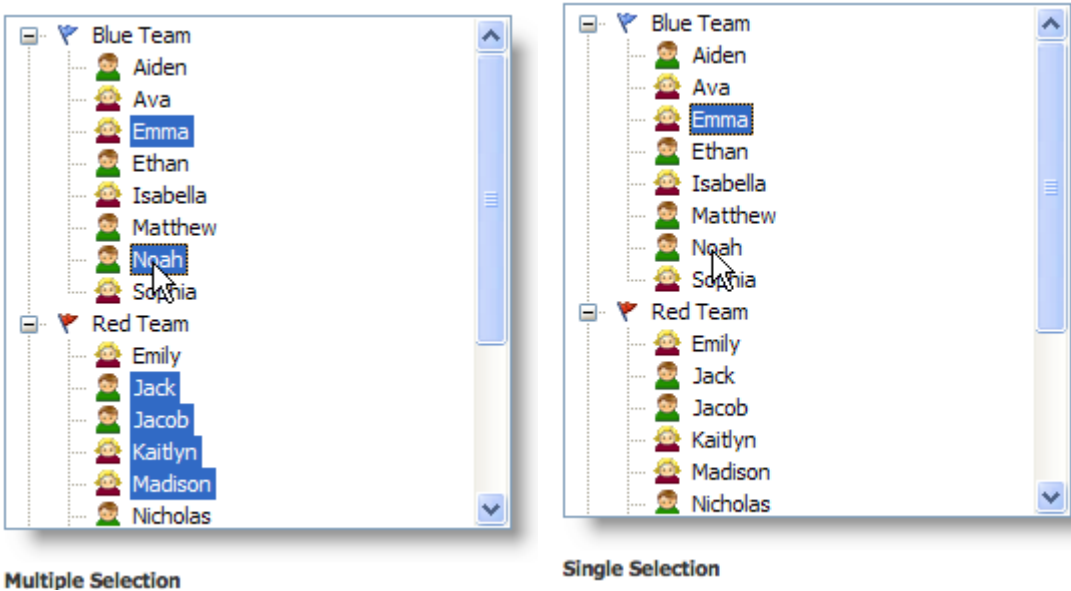 Blue Team
Aiden
Ava
Emma
Ethan
Isabella
Matthew
Noah
Sophia
Red Team
Emily
Jack
Jacob
Kaitlyn
Madison
Nicholas
Multiple Selection
Blue Team
Aiden
Ava
Emma
Ethan
Isabella
Matthew
Noah
Sophia
Red Team
Emily
Jack
Jacob
Kaitlyn
Madison
Nicholas
Single Selection